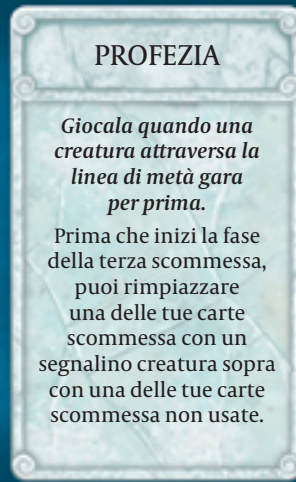 PROFEZIA
Giocala quando una
creatura attraversa la
linea di metà gara
per prima.
Prima che inizi la fase
della terza scommessa,
puoi rimpiazzare
una delle tue carte
scommessa con un
segnalino creatura sopra
con una delle tue carte
scommessa non usate.